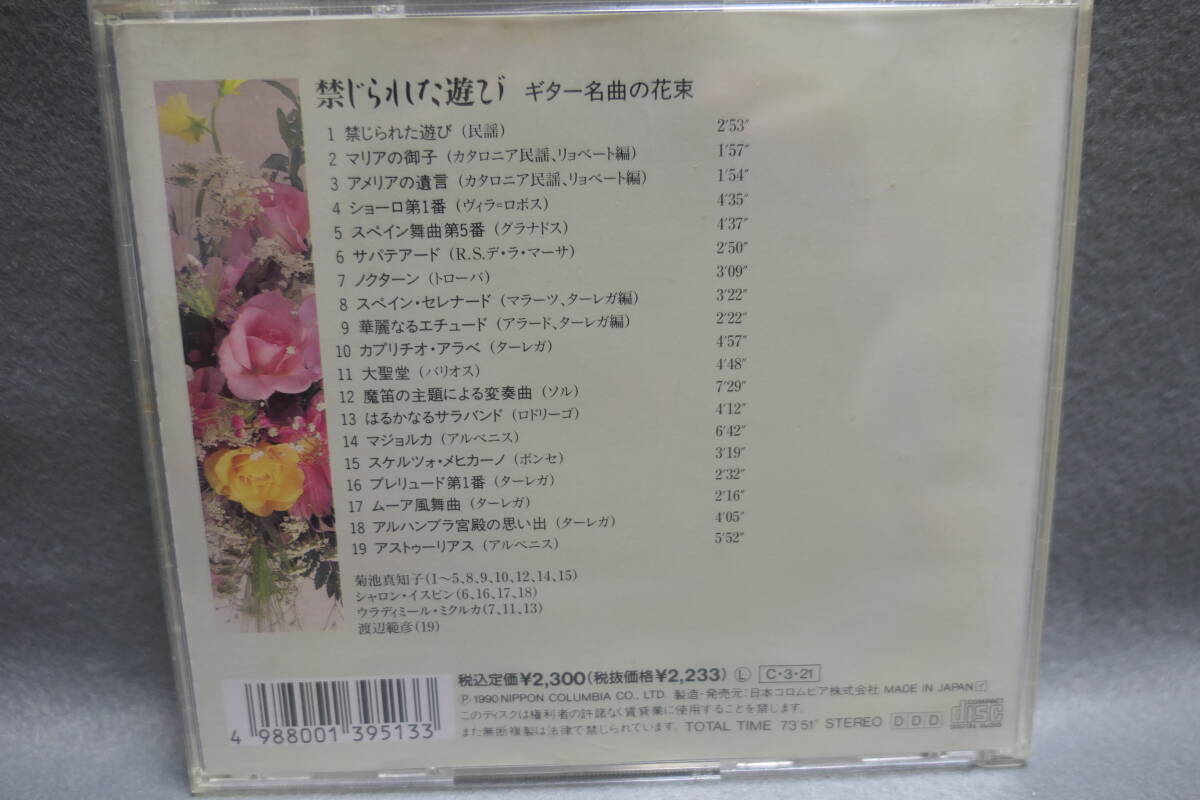 禁じられた遊び ギター名曲の花束
1 禁じられた遊び (民謡) 2′53″
2 マリアの御子 (カタロニア民謡、リョベート編) 1′57″
3 アメリアの遺言 (カタロニア民謡、リョベート編) 1′54″
4 ショーロ第1番 (ヴィラ=ロボス) 4′35″
5 スペイン舞曲第5番 (グラナドス) 4′37″
6 サパテアード (R.S.デ・ラ・マーサ) 2′50″
7 ノクターン (トローバ) 3′09″
8 スペイン・セレナード (マラーツ、ターレガ編) 3′22″
9 華麗なるエチュード (アラード、ターレガ編) 2′22″
10 カプリチオ・アラベ (ターレガ) 4′57″
11 大聖堂 (バリオス) 4′48″
12 魔笛の主題による変奏曲 (ソル) 7′29″
13 はるかなるサラバンド (ロドリーゴ) 4′12″
14 マジョルカ (アルベニス) 6′42″
15 スケルツォ・メヒカーノ (ポンセ) 3′19″
16 プレリュード第1番 (ターレガ) 2′32″
17 ムーア風舞曲 (ターレガ) 2′16″
18 アルハンブラ宮殿の思い出 (ターレガ) 4′05″
19 アストゥーリアス (アルベニス) 5′52″
菊池真知子(1〜5、8、9、10、12、14、15)
シャロン・イスビン(6、16、17、18)
ウラディミール・ミクルカ(7、11、13)
渡辺範彦(19)
税込定価¥2,300(税抜価格¥2,233) Ⓛ C・3・21
Ⓟ1990 NIPPON COLUMBIA CO., LTD. 製造・発売元:日本コロムビア株式会社 MADE IN JAPAN
このディスクは権利者の許諾なく賃貸業に使用することを禁じます。
また無断複製は法律で禁じられています。 TOTAL TIME 73′51″ STEREO DDD
COMPACT disc DIGITAL AUDIO
4 988001 395133